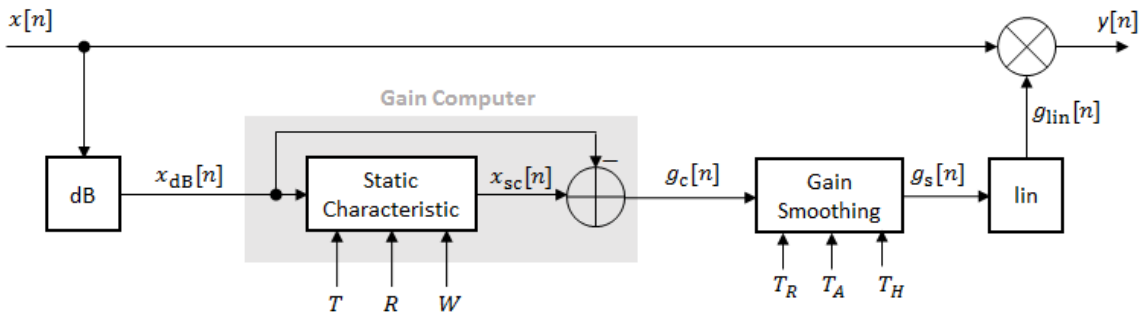 x[n]
y[n]
Gain Computer
g_lin[n]
dB
x_dB[n]
Static
Characteristic
x_sc[n]
−
g_c[n]
Gain
Smoothing
g_s[n]
lin
T
R
W
T_R
T_A
T_H